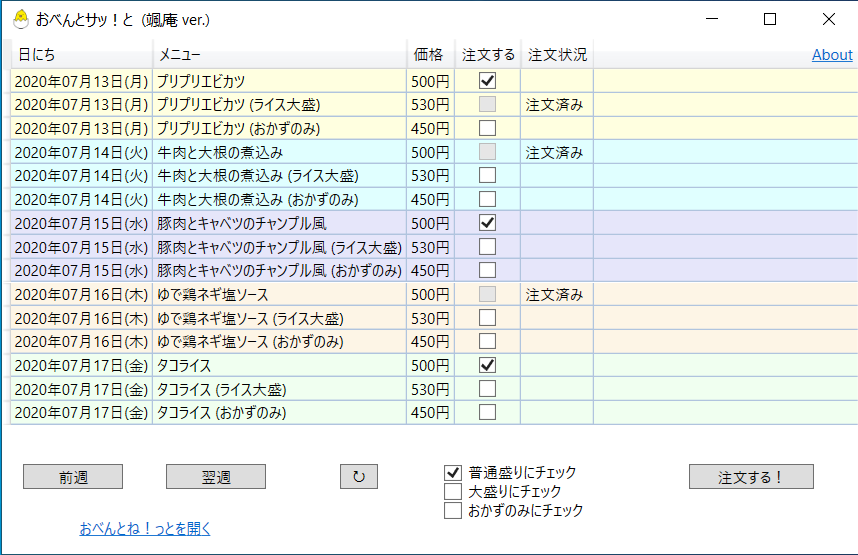 おべんとサッ！と (颯庵 ver.)
日にち メニュー 価格 注文する 注文状況 About
2020年07月13日(月) プリプリエビカツ 500円
2020年07月13日(月) プリプリエビカツ (ライス大盛) 530円 注文済み
2020年07月13日(月) プリプリエビカツ (おかずのみ) 450円
2020年07月14日(火) 牛肉と大根の煮込み 500円 注文済み
2020年07月14日(火) 牛肉と大根の煮込み (ライス大盛) 530円
2020年07月14日(火) 牛肉と大根の煮込み (おかずのみ) 450円
2020年07月15日(水) 豚肉とキャベツのチャンプル風 500円
2020年07月15日(水) 豚肉とキャベツのチャンプル風 (ライス大盛) 530円
2020年07月15日(水) 豚肉とキャベツのチャンプル風 (おかずのみ) 450円
2020年07月16日(木) ゆで鶏ネギ塩ソース 500円 注文済み
2020年07月16日(木) ゆで鶏ネギ塩ソース (ライス大盛) 530円
2020年07月16日(木) ゆで鶏ネギ塩ソース (おかずのみ) 450円
2020年07月17日(金) タコライス 500円
2020年07月17日(金) タコライス (ライス大盛) 530円
2020年07月17日(金) タコライス (おかずのみ) 450円
前週 翌週 ↻ 普通盛りにチェック 注文する！
大盛りにチェック
おかずのみにチェック
おべんとね！っとを開く